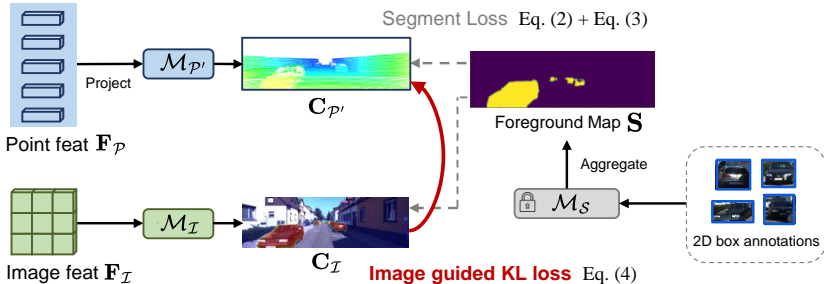 Segment Loss Eq. (2) + Eq. (3)
Project
M_P′
C_P′
Foreground Map S
Point feat F_P
Aggregate
M_I
M_S
2D box annotations
C_I
Image feat F_I
Image guided KL loss Eq. (4)